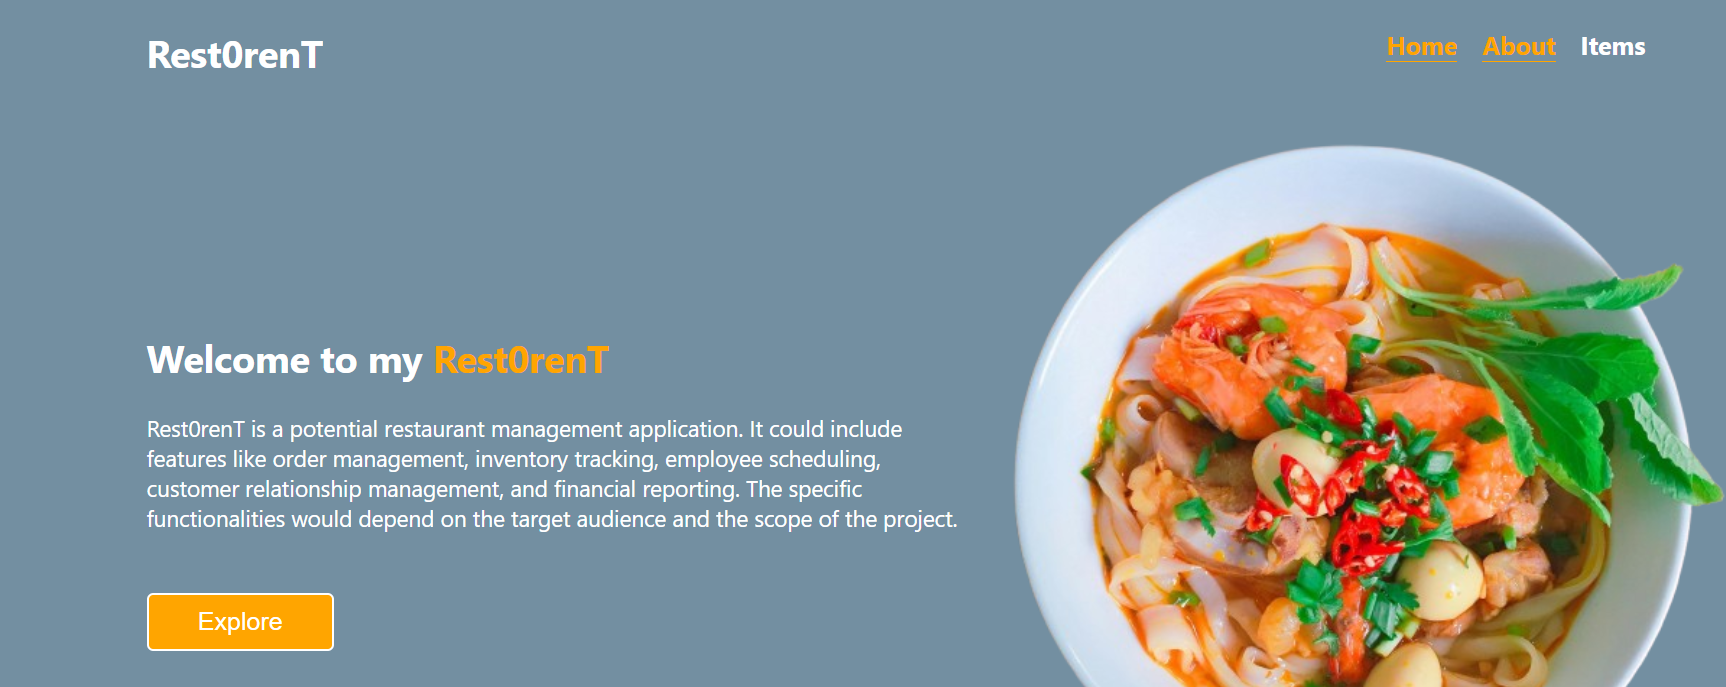 Rest0renT
Home About Items
Welcome to my Rest0renT
Rest0renT is a potential restaurant management application. It could include
features like order management, inventory tracking, employee scheduling,
customer relationship management, and financial reporting. The specific
functionalities would depend on the target audience and the scope of the project.
Explore